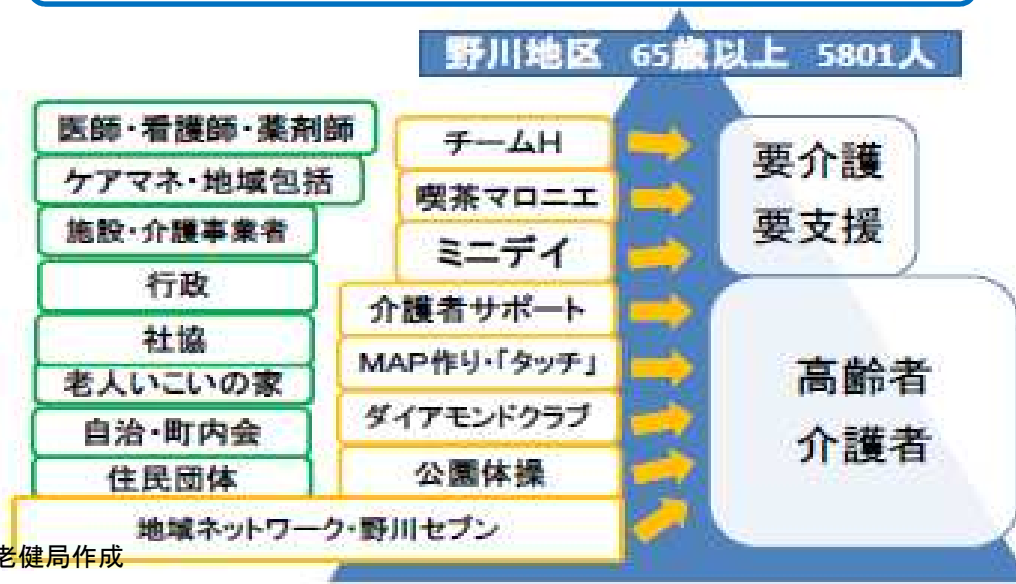 野川地区 65歳以上 5801人
医師・看護師・薬剤師
ケアマネ・地域包括
施設・介護事業者
行政
社協
老人いこいの家
自治・町内会
住民団体
チームH
喫茶マロニエ
ミニデイ
介護者サポート
MAP作り・「タッチ」
ダイアモンドクラブ
公園体操
地域ネットワーク・野川セブン
要介護
要支援
高齢者
介護者
老健局作成